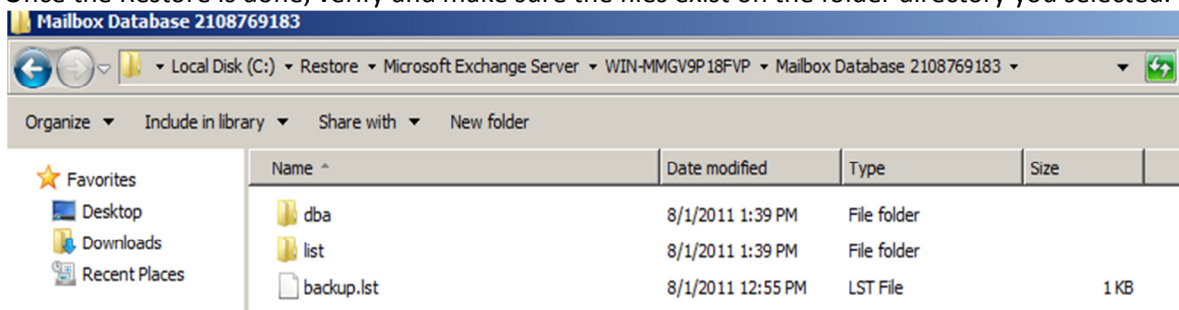 Once the Restore is done, verify and make sure the files exist on the folder directory you selected.
Mailbox Database 2108769183
Local Disk (C:) Restore Microsoft Exchange Server WIN-MMGV9P18FVP Mailbox Database 2108769183
Organize Include in library Share with New folder
Favorites
Desktop
Downloads
Recent Places
Name Date modified Type Size
dba 8/1/2011 1:39 PM File folder
list 8/1/2011 1:39 PM File folder
backup.lst 8/1/2011 12:55 PM LST File 1 KB